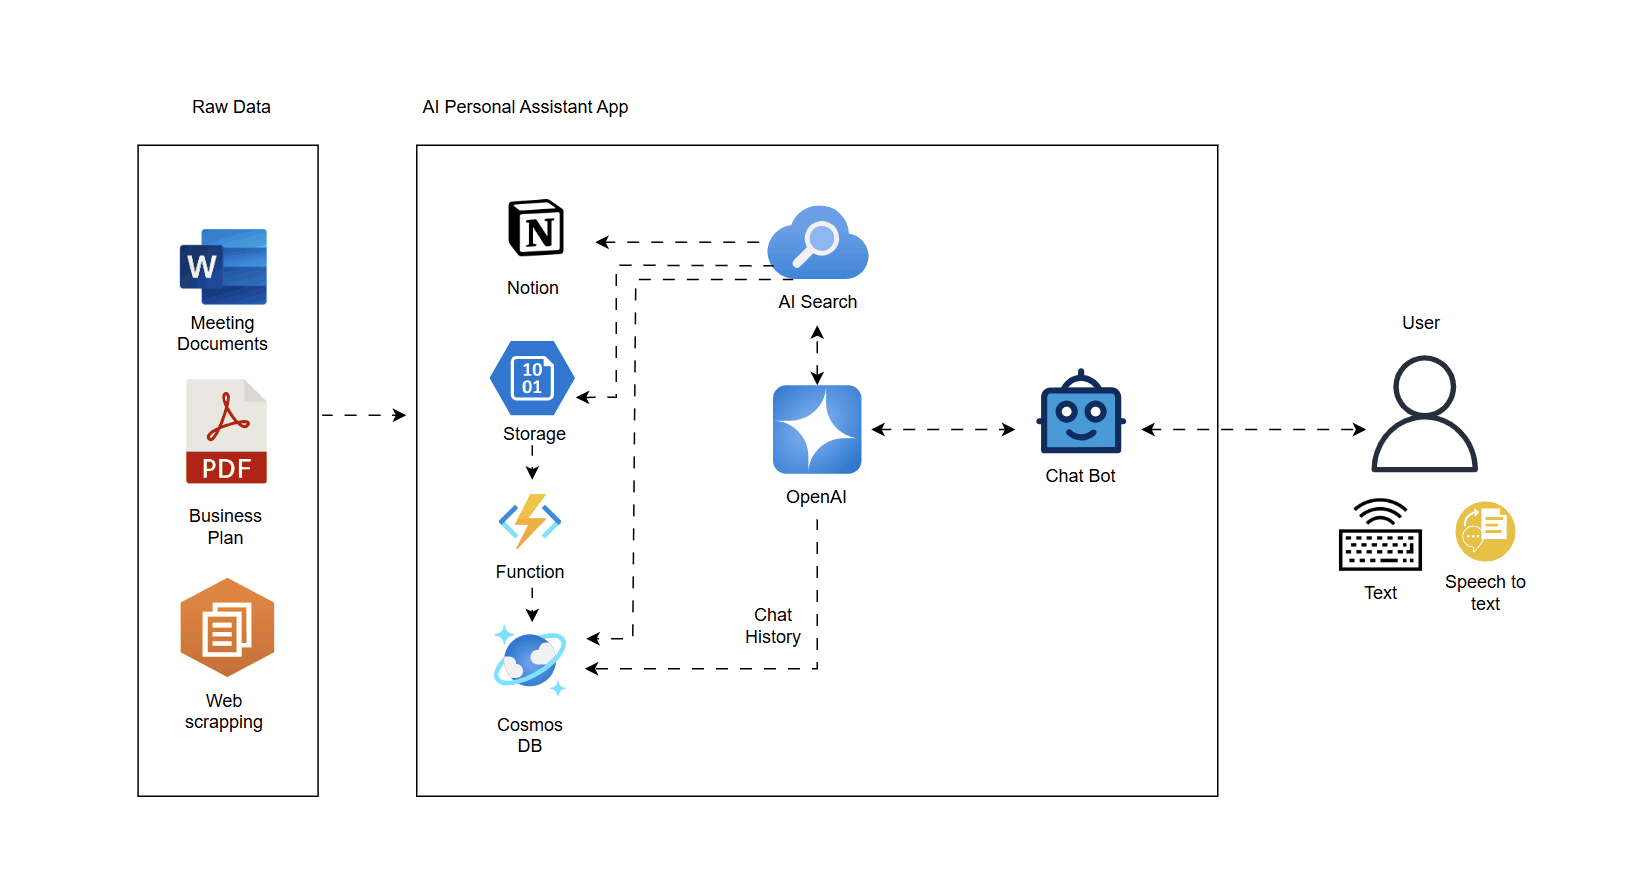 Raw Data
AI Personal Assistant App
W
Meeting
Documents
PDF
Business
Plan
Web
scrapping
N
Notion
10
01
Storage
Function
Cosmos
DB
AI Search
OpenAI
Chat
History
Chat Bot
User
Text
Speech to
text